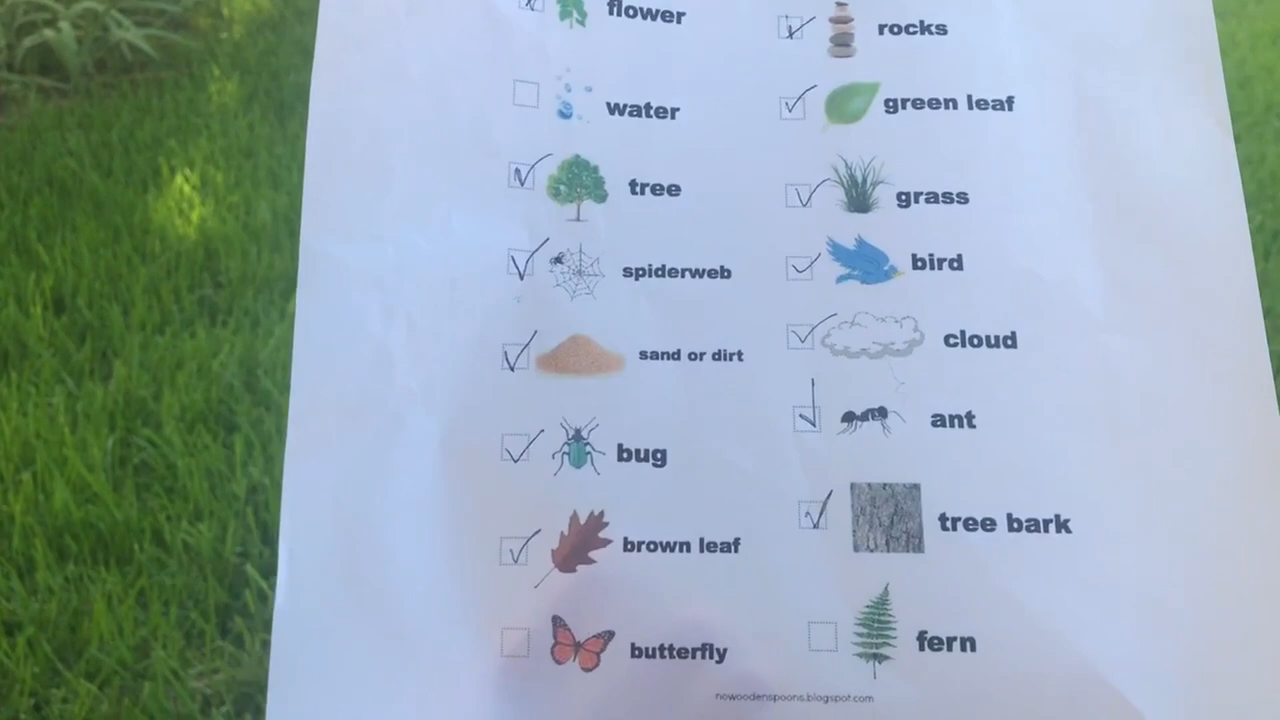 flower
water
tree
spiderweb
sand or dirt
bug
brown leaf
butterfly
rocks
green leaf
grass
bird
cloud
ant
tree bark
fern
nowoodenspoons.blogspot.com